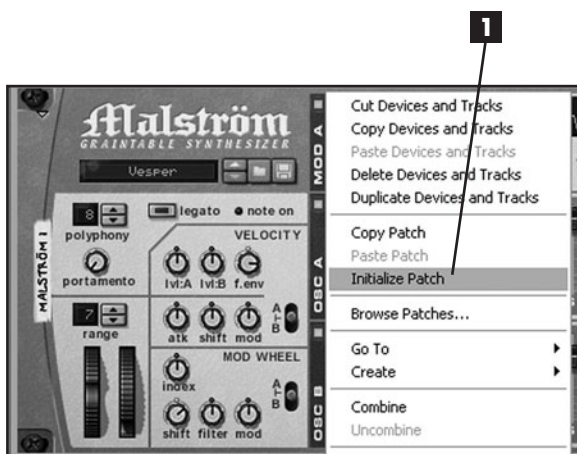 1
Malström
GRAINTABLE SYNTHESIZER
Vesper
MALSTRÖM 1
8
polyphony
portamento
7
range
legato
note on
VELOCITY
lvl:A lvl:B f.env
atk shift mod
A
B
MOD WHEEL
index
A
B
shift filter mod
MOD A
OSC A
OSC B
Cut Devices and Tracks
Copy Devices and Tracks
Paste Devices and Tracks
Delete Devices and Tracks
Duplicate Devices and Tracks
Copy Patch
Paste Patch
Initialize Patch
Browse Patches...
Go To
Create
Combine
Uncombine